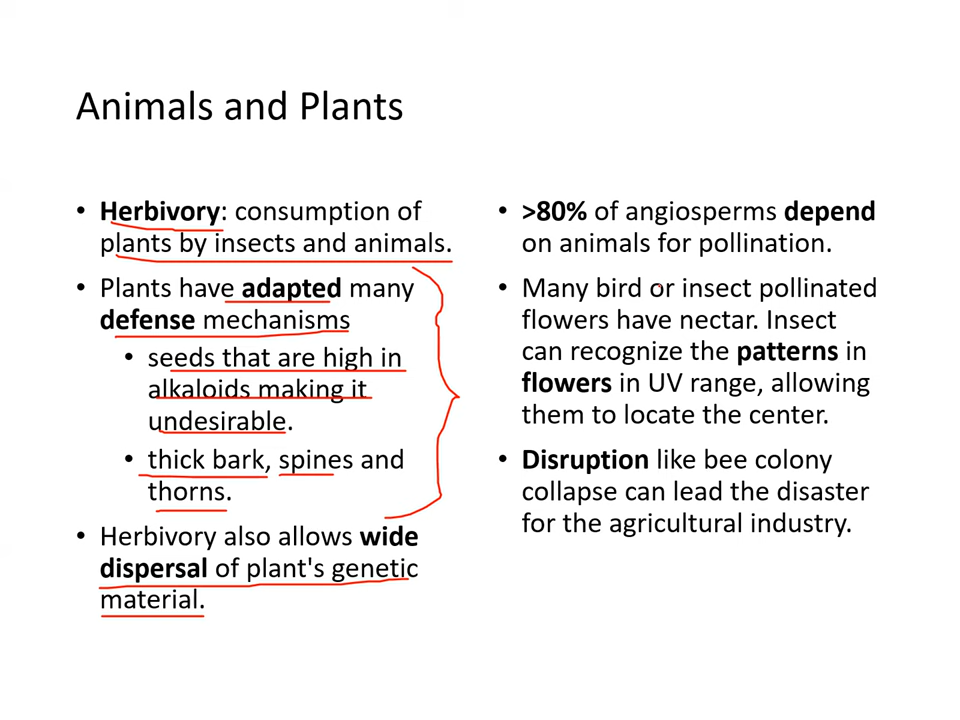 Animals and Plants
• Herbivory: consumption of
plants by insects and animals.
• Plants have adapted many
defense mechanisms
• seeds that are high in
alkaloids making it
undesirable.
• thick bark, spines and
thorns.
• Herbivory also allows wide
dispersal of plant's genetic
material.
• >80% of angiosperms depend
on animals for pollination.
• Many bird or insect pollinated
flowers have nectar. Insect
can recognize the patterns in
flowers in UV range, allowing
them to locate the center.
• Disruption like bee colony
collapse can lead the disaster
for the agricultural industry.